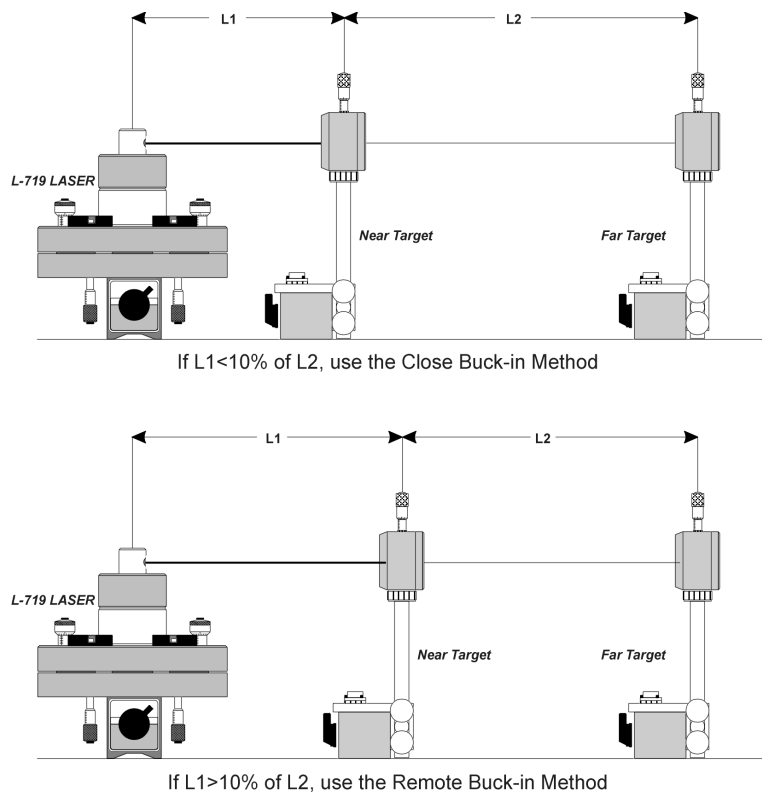 L1
L2
L-719 LASER
Near Target
Far Target
If L1<10% of L2, use the Close Buck-in Method
L1
L2
L-719 LASER
Near Target
Far Target
If L1>10% of L2, use the Remote Buck-in Method